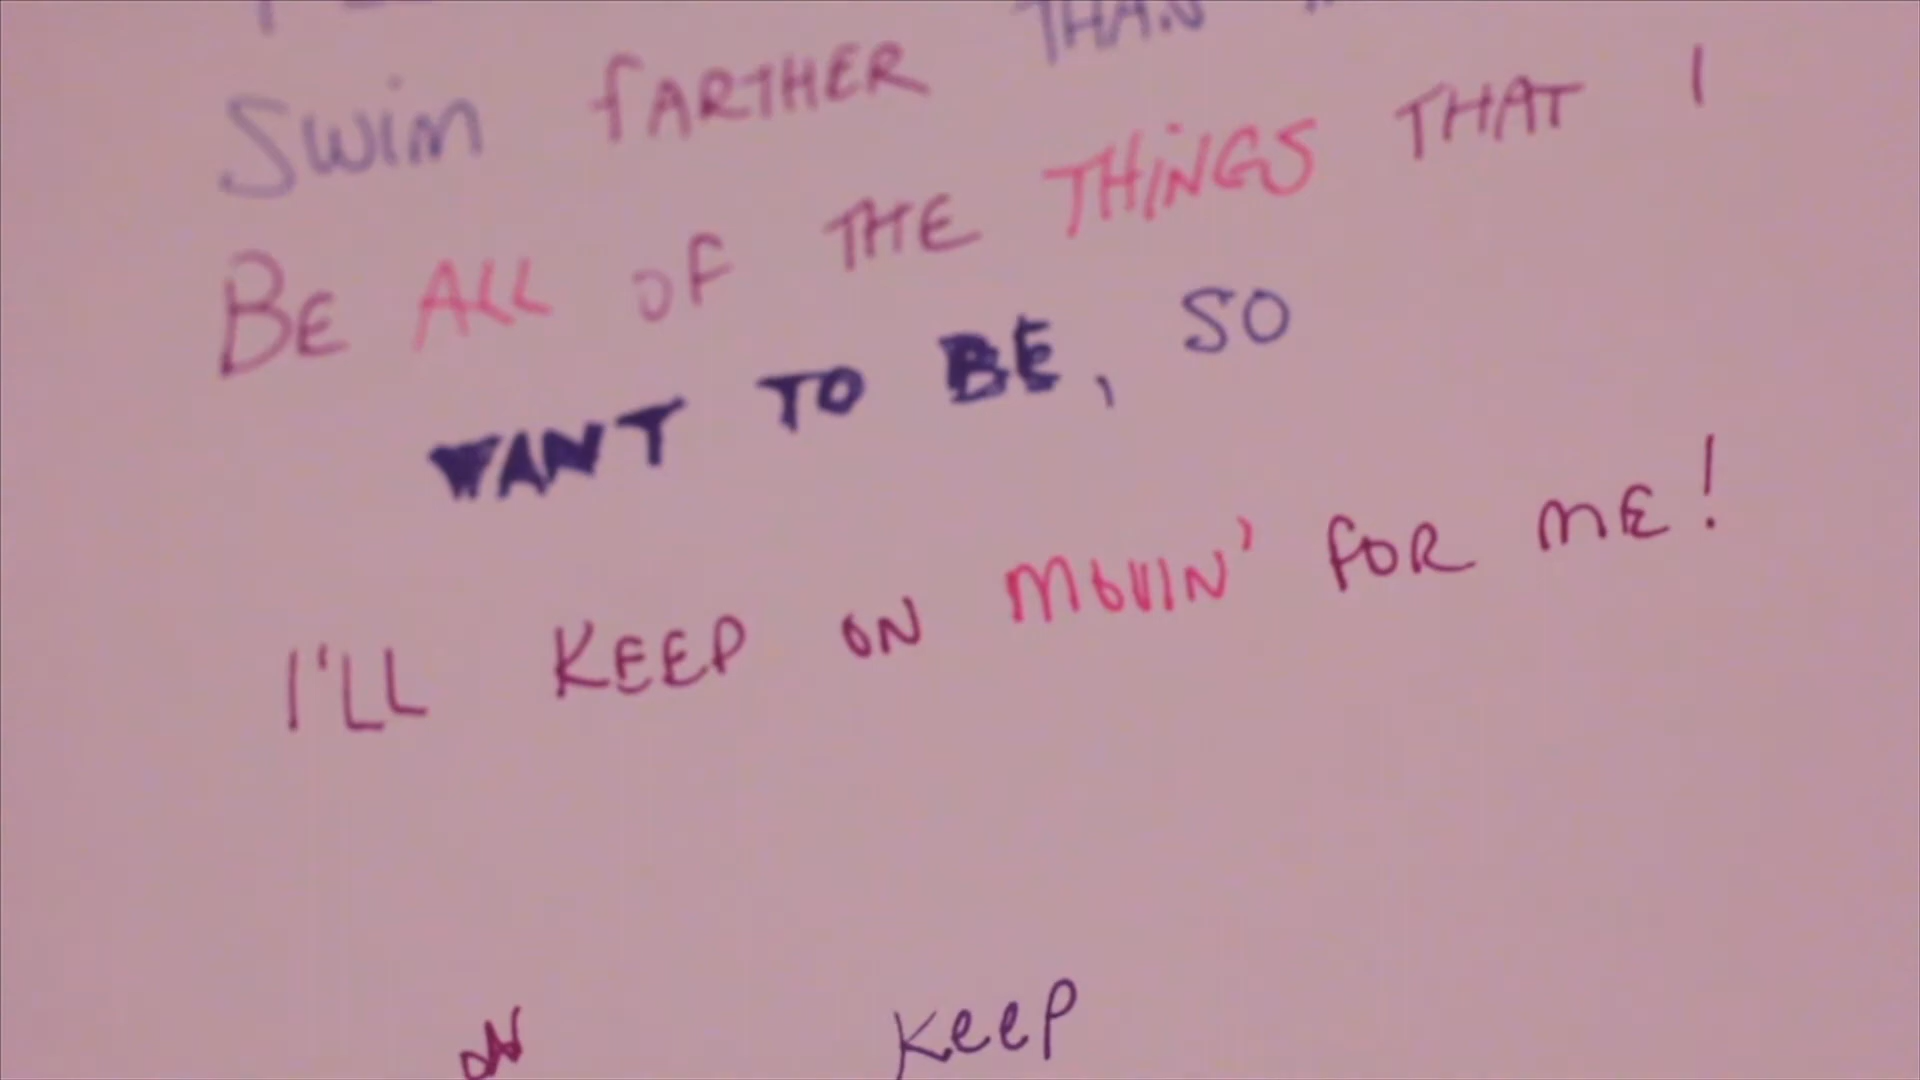 THAN
Swim fARTHER
BE ALL OF THE THiNGS THAT I
WANT TO BE, SO
I'LL KEEP ON MOVIN' FOR ME!
ON Keep